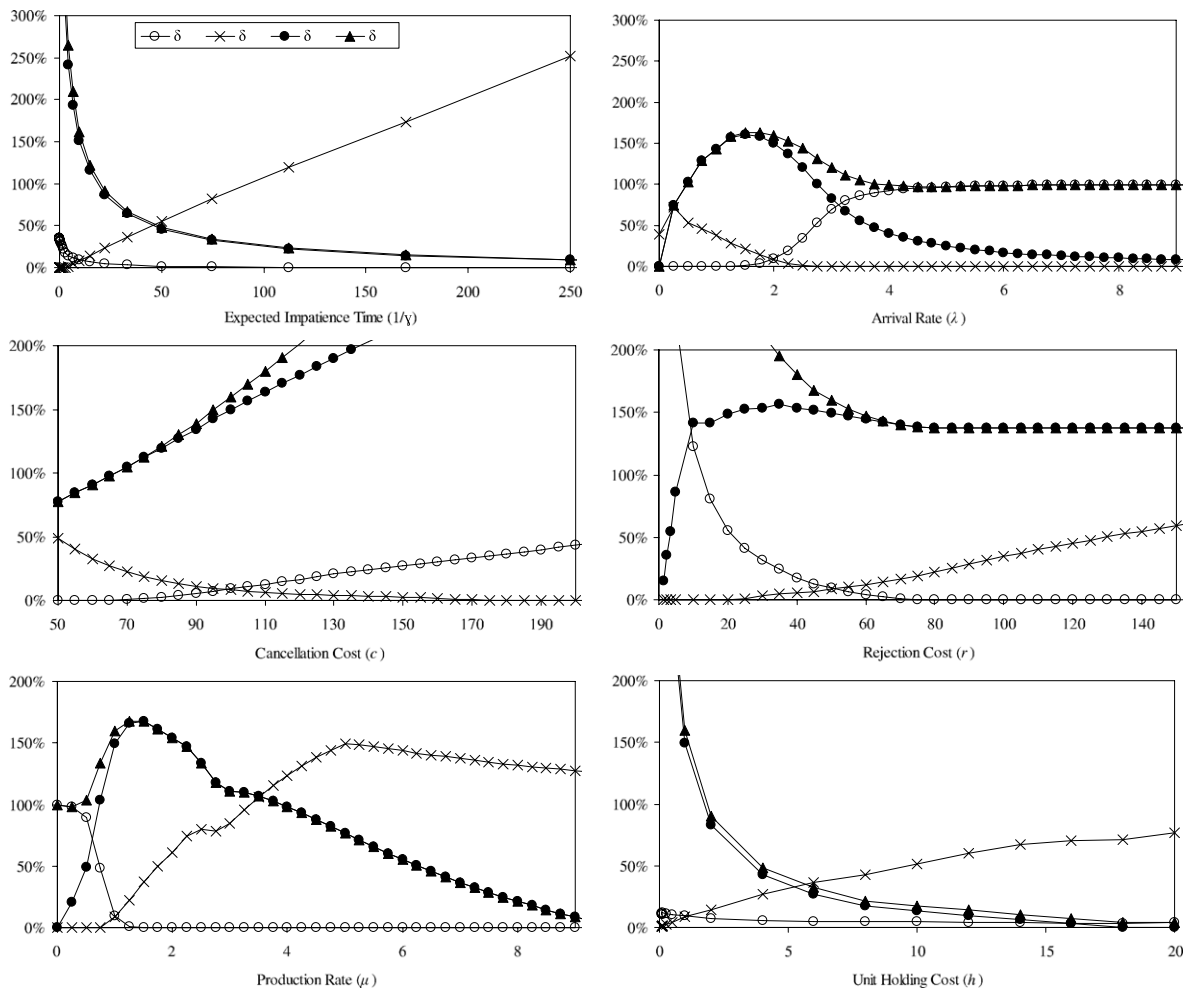 300%
250%
200%
150%
100%
50%
0%
δ δ δ δ
0 50 100 150 200 250
Expected Impatience Time (1/γ)
300%
250%
200%
150%
100%
50%
0%
0 2 4 6 8
Arrival Rate (λ)
200%
150%
100%
50%
0%
50 70 90 110 130 150 170 190
Cancellation Cost (c)
200%
150%
100%
50%
0%
0 20 40 60 80 100 120 140
Rejection Cost (r)
200%
150%
100%
50%
0%
0 2 4 6 8
Production Rate (μ)
200%
150%
100%
50%
0%
0 5 10 15 20
Unit Holding Cost (h)